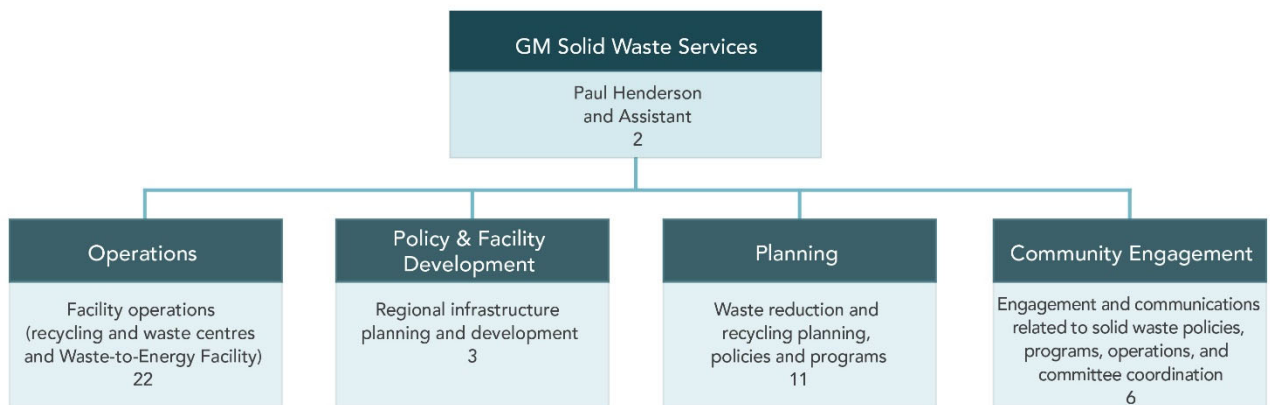 GM Solid Waste Services
Paul Henderson
and Assistant
2
Operations
Facility operations
(recycling and waste centres
and Waste-to-Energy Facility)
22
Policy & Facility
Development
Regional infrastructure
planning and development
3
Planning
Waste reduction and
recycling planning,
policies and programs
11
Community Engagement
Engagement and communications
related to solid waste policies,
programs, operations, and
committee coordination
6